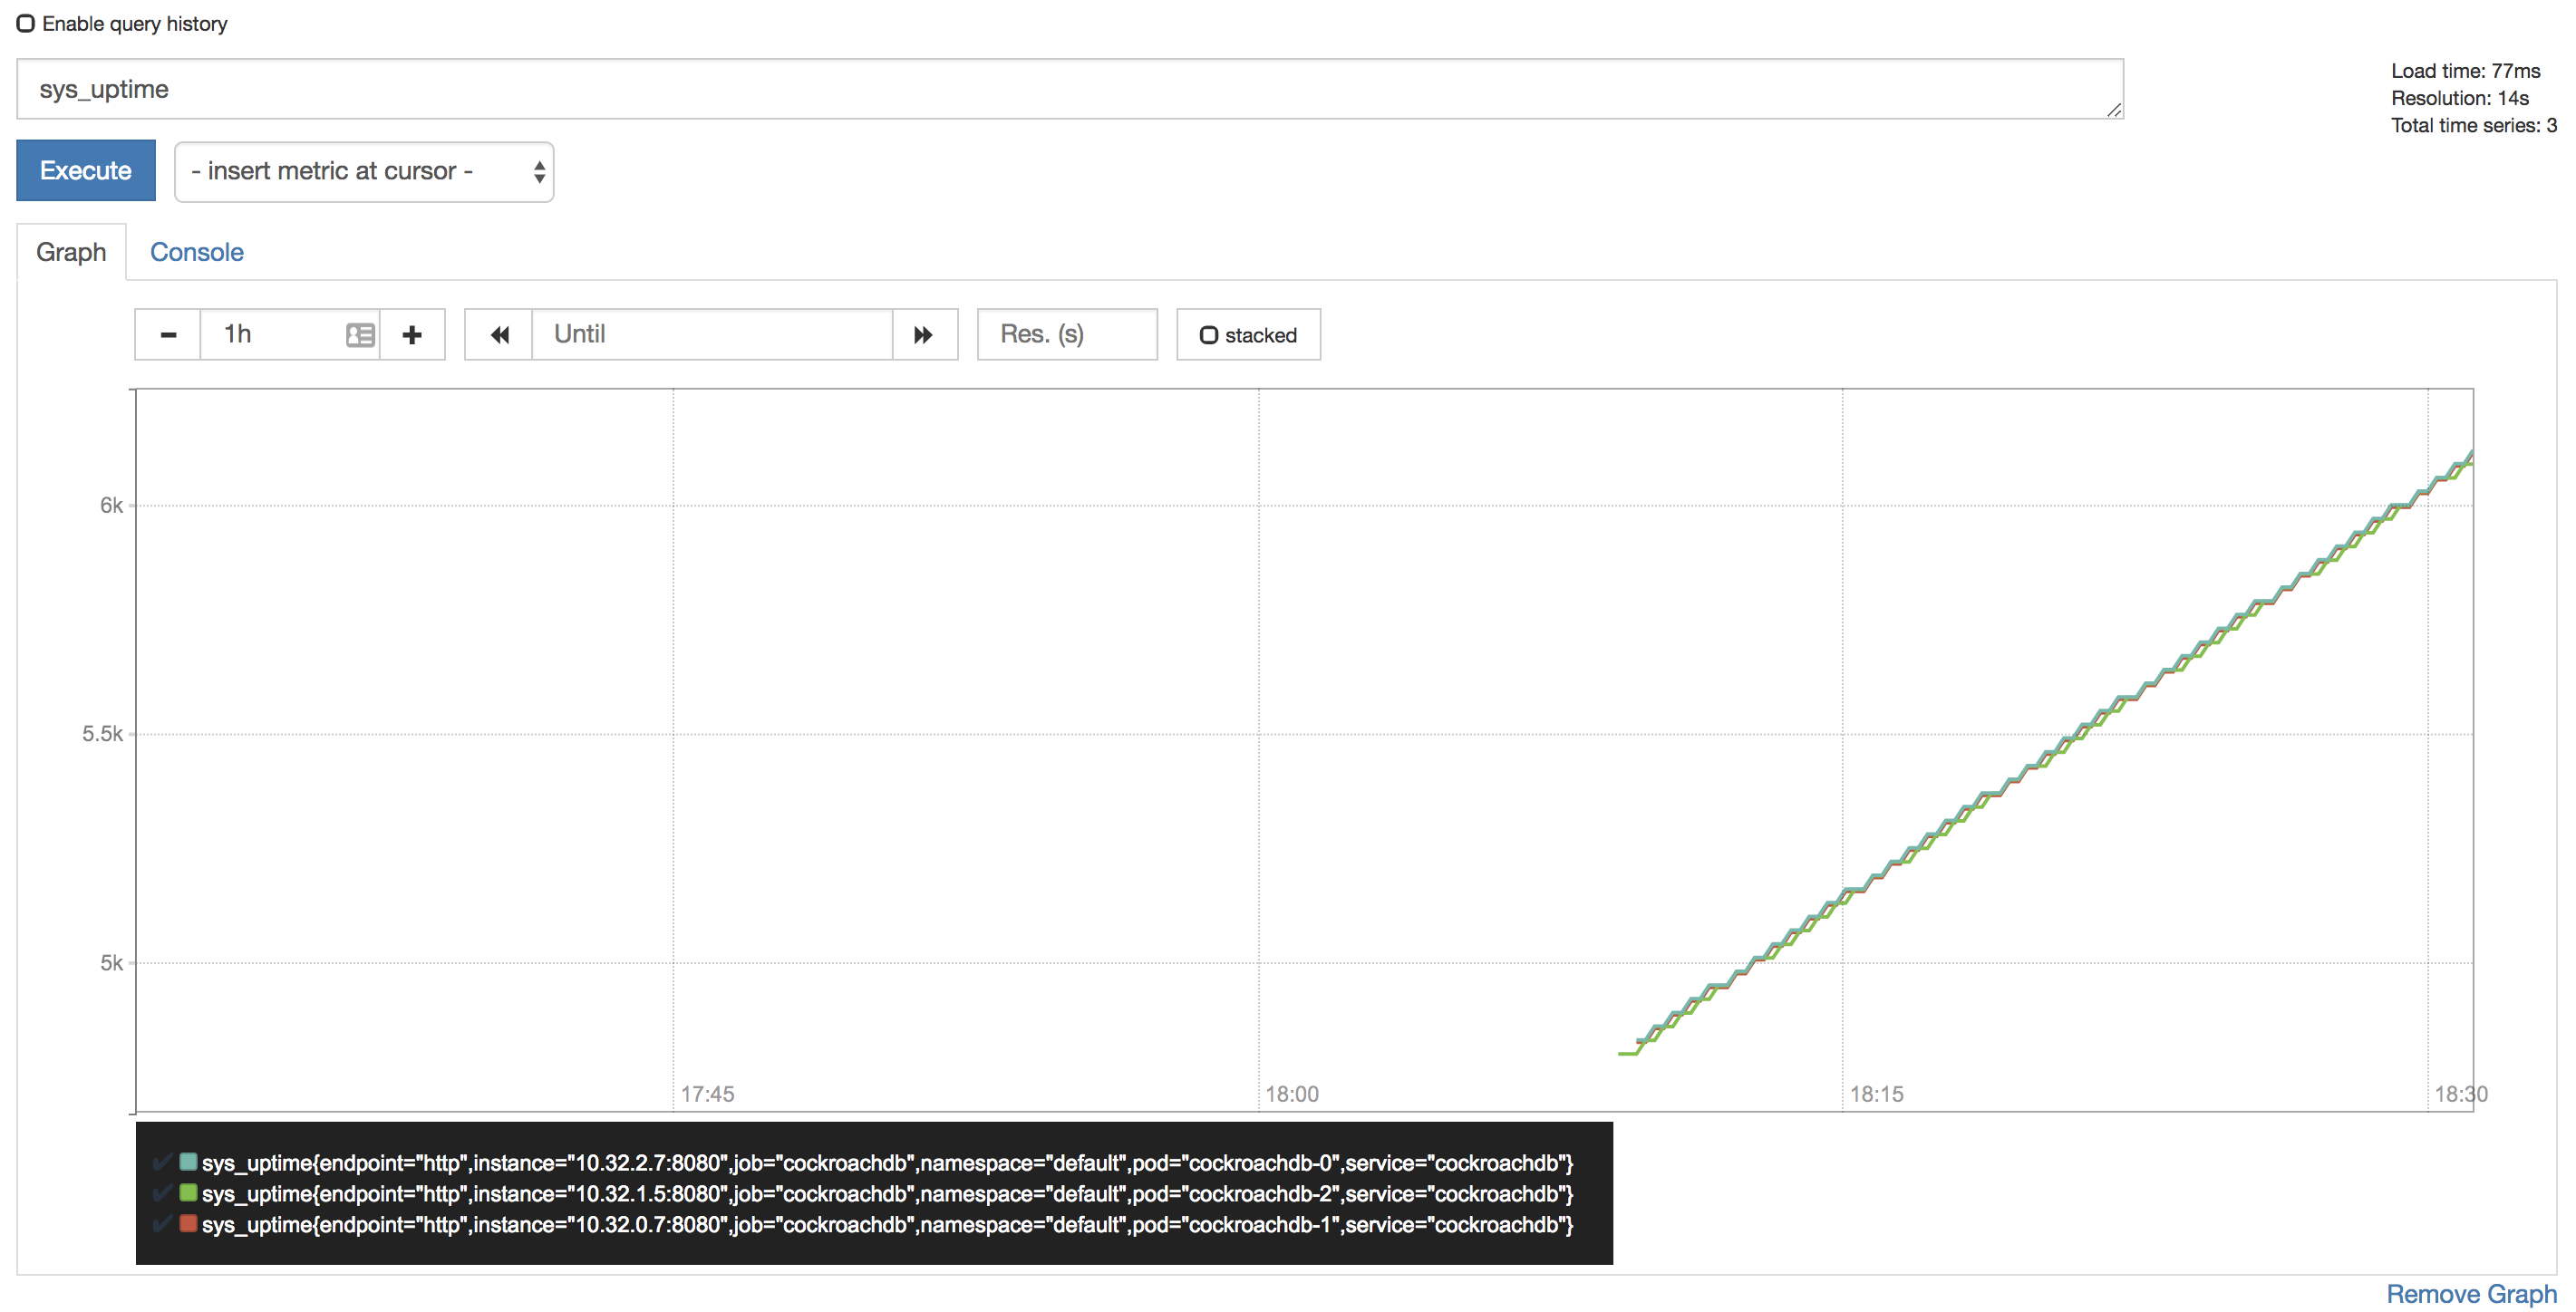 Enable query history
sys_uptime
Load time: 77ms
Resolution: 14s
Total time series: 3
Execute
- insert metric at cursor -
Graph
Console
1h
Until
Res. (s)
stacked
6k
5.5k
5k
17:45
18:00
18:15
18:30
sys_uptime{endpoint="http",instance="10.32.2.7:8080",job="cockroachdb",namespace="default",pod="cockroachdb-0",service="cockroachdb"}
sys_uptime{endpoint="http",instance="10.32.1.5:8080",job="cockroachdb",namespace="default",pod="cockroachdb-2",service="cockroachdb"}
sys_uptime{endpoint="http",instance="10.32.0.7:8080",job="cockroachdb",namespace="default",pod="cockroachdb-1",service="cockroachdb"}
Remove Graph